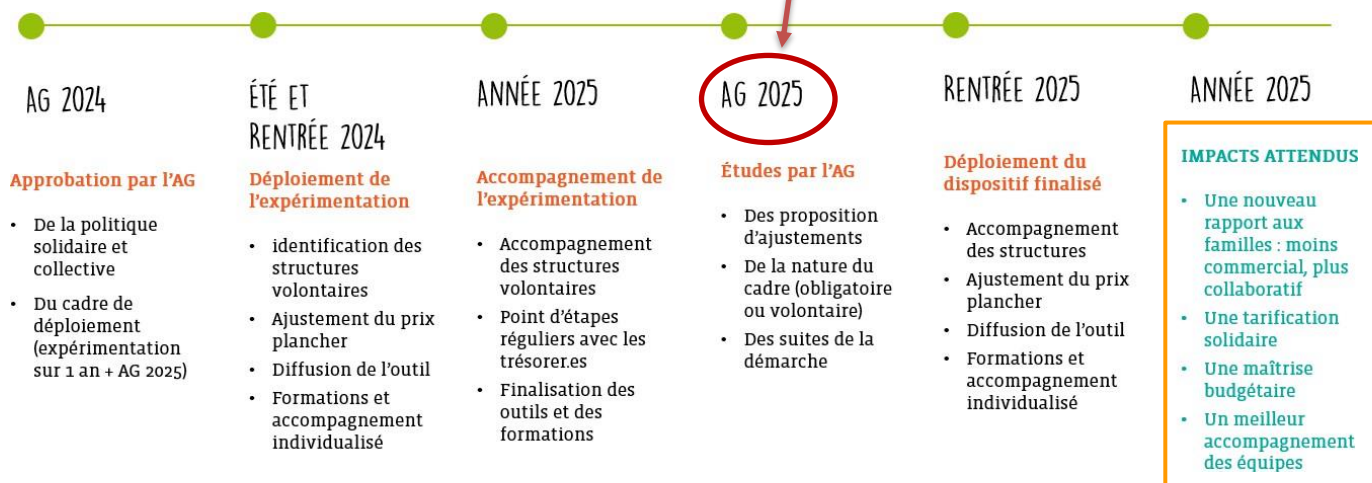 AG 2024
Approbation par l'AG
• De la politique
solidaire et
collective
• Du cadre de
déploiement
(expérimentation
sur 1 an + AG 2025)
ÉTÉ ET
RENTRÉE 2024
Déploiement de
l'expérimentation
• identification des
structures
volontaires
• Ajustement du prix
plancher
• Diffusion de l'outil
• Formations et
accompagnement
individualisé
ANNÉE 2025
Accompagnement de
l'expérimentation
• Accompagnement
des structures
volontaires
• Point d'étapes
réguliers avec les
trésorer.es
• Finalisation des
outils et des
formations
AG 2025
Études par l'AG
• Des proposition
d'ajustements
• De la nature du
cadre (obligatoire
ou volontaire)
• Des suites de la
démarche
RENTRÉE 2025
Déploiement du
dispositif finalisé
• Accompagnement
des structures
• Ajustement du prix
plancher
• Diffusion de l'outil
• Formations et
accompagnement
individualisé
ANNÉE 2025
IMPACTS ATTENDUS
• Une nouveau
rapport aux
familles : moins
commercial, plus
collaboratif
• Une tarification
solidaire
• Une maîtrise
budgétaire
• Un meilleur
accompagnement
des équipes